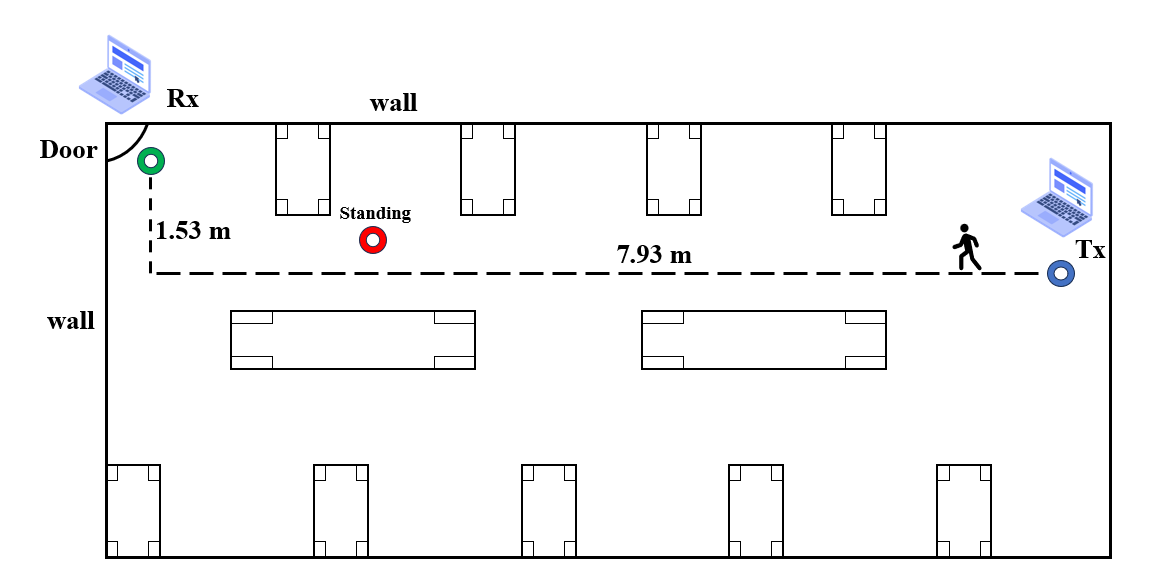 Rx
wall
Door
Standing
1.53 m
7.93 m
Tx
wall